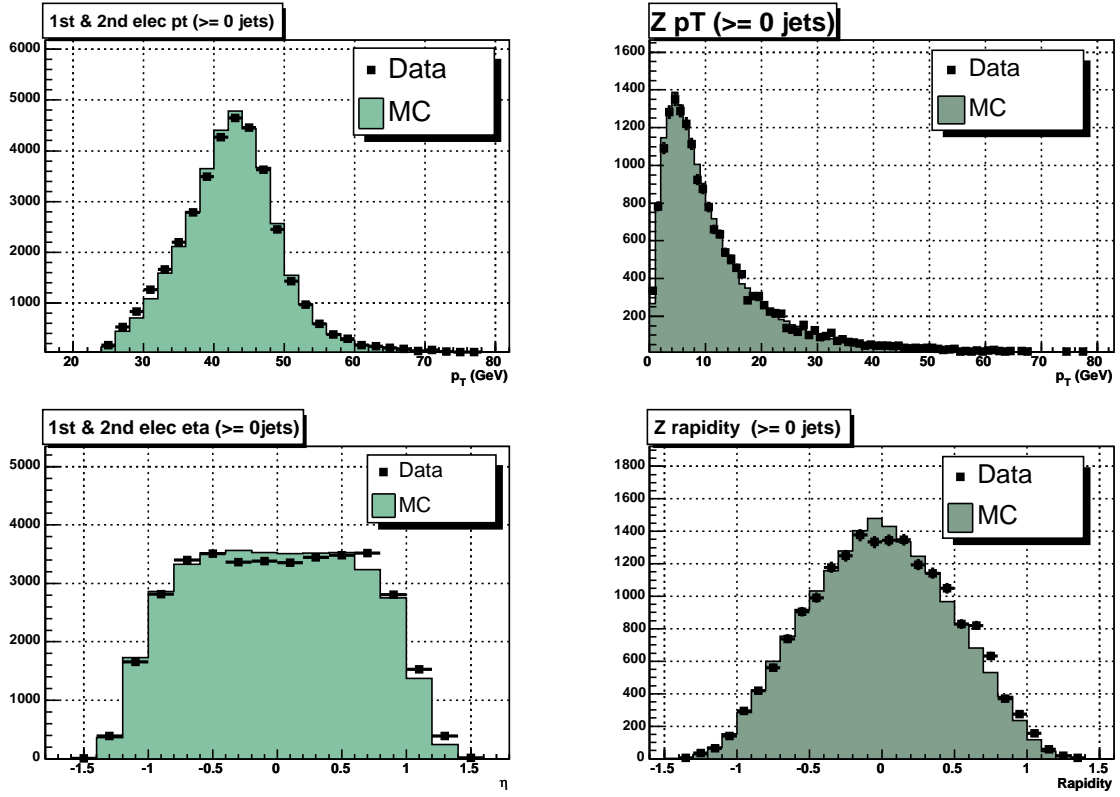 1st & 2nd elec pt (>= 0 jets)
Data
MC
6000
5000
4000
3000
2000
1000
20 30 40 50 60 70 80
p_T (GeV)
Z pT (>= 0 jets)
Data
MC
1600
1400
1200
1000
800
600
400
200
0 10 20 30 40 50 60 70 80
p_T (GeV)
1st & 2nd elec eta (>= 0jets)
Data
MC
5000
4000
3000
2000
1000
0
-1.5 -1 -0.5 0 0.5 1 1.5
η
Z rapidity (>= 0 jets)
Data
MC
1800
1600
1400
1200
1000
800
600
400
200
0
-1.5 -1 -0.5 0 0.5 1 1.5
Rapidity